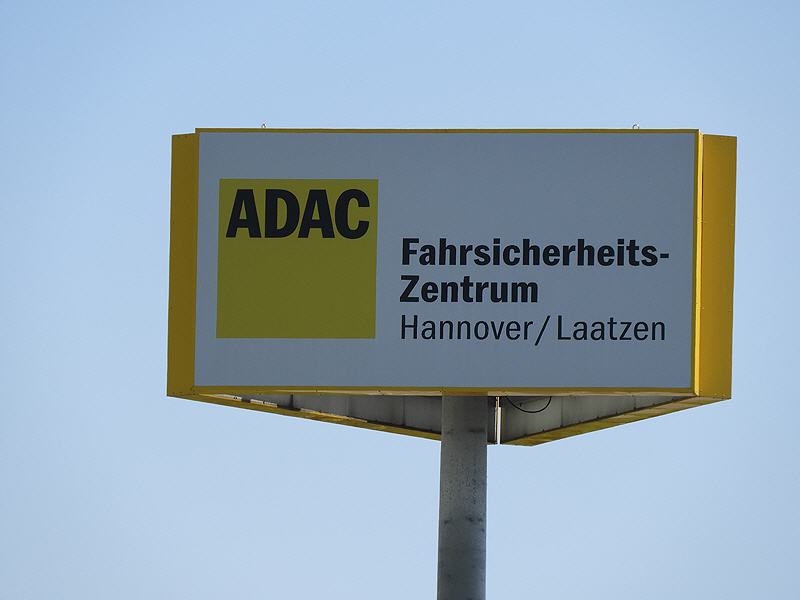 ADAC
Fahrsicherheits-
Zentrum
Hannover/Laatzen